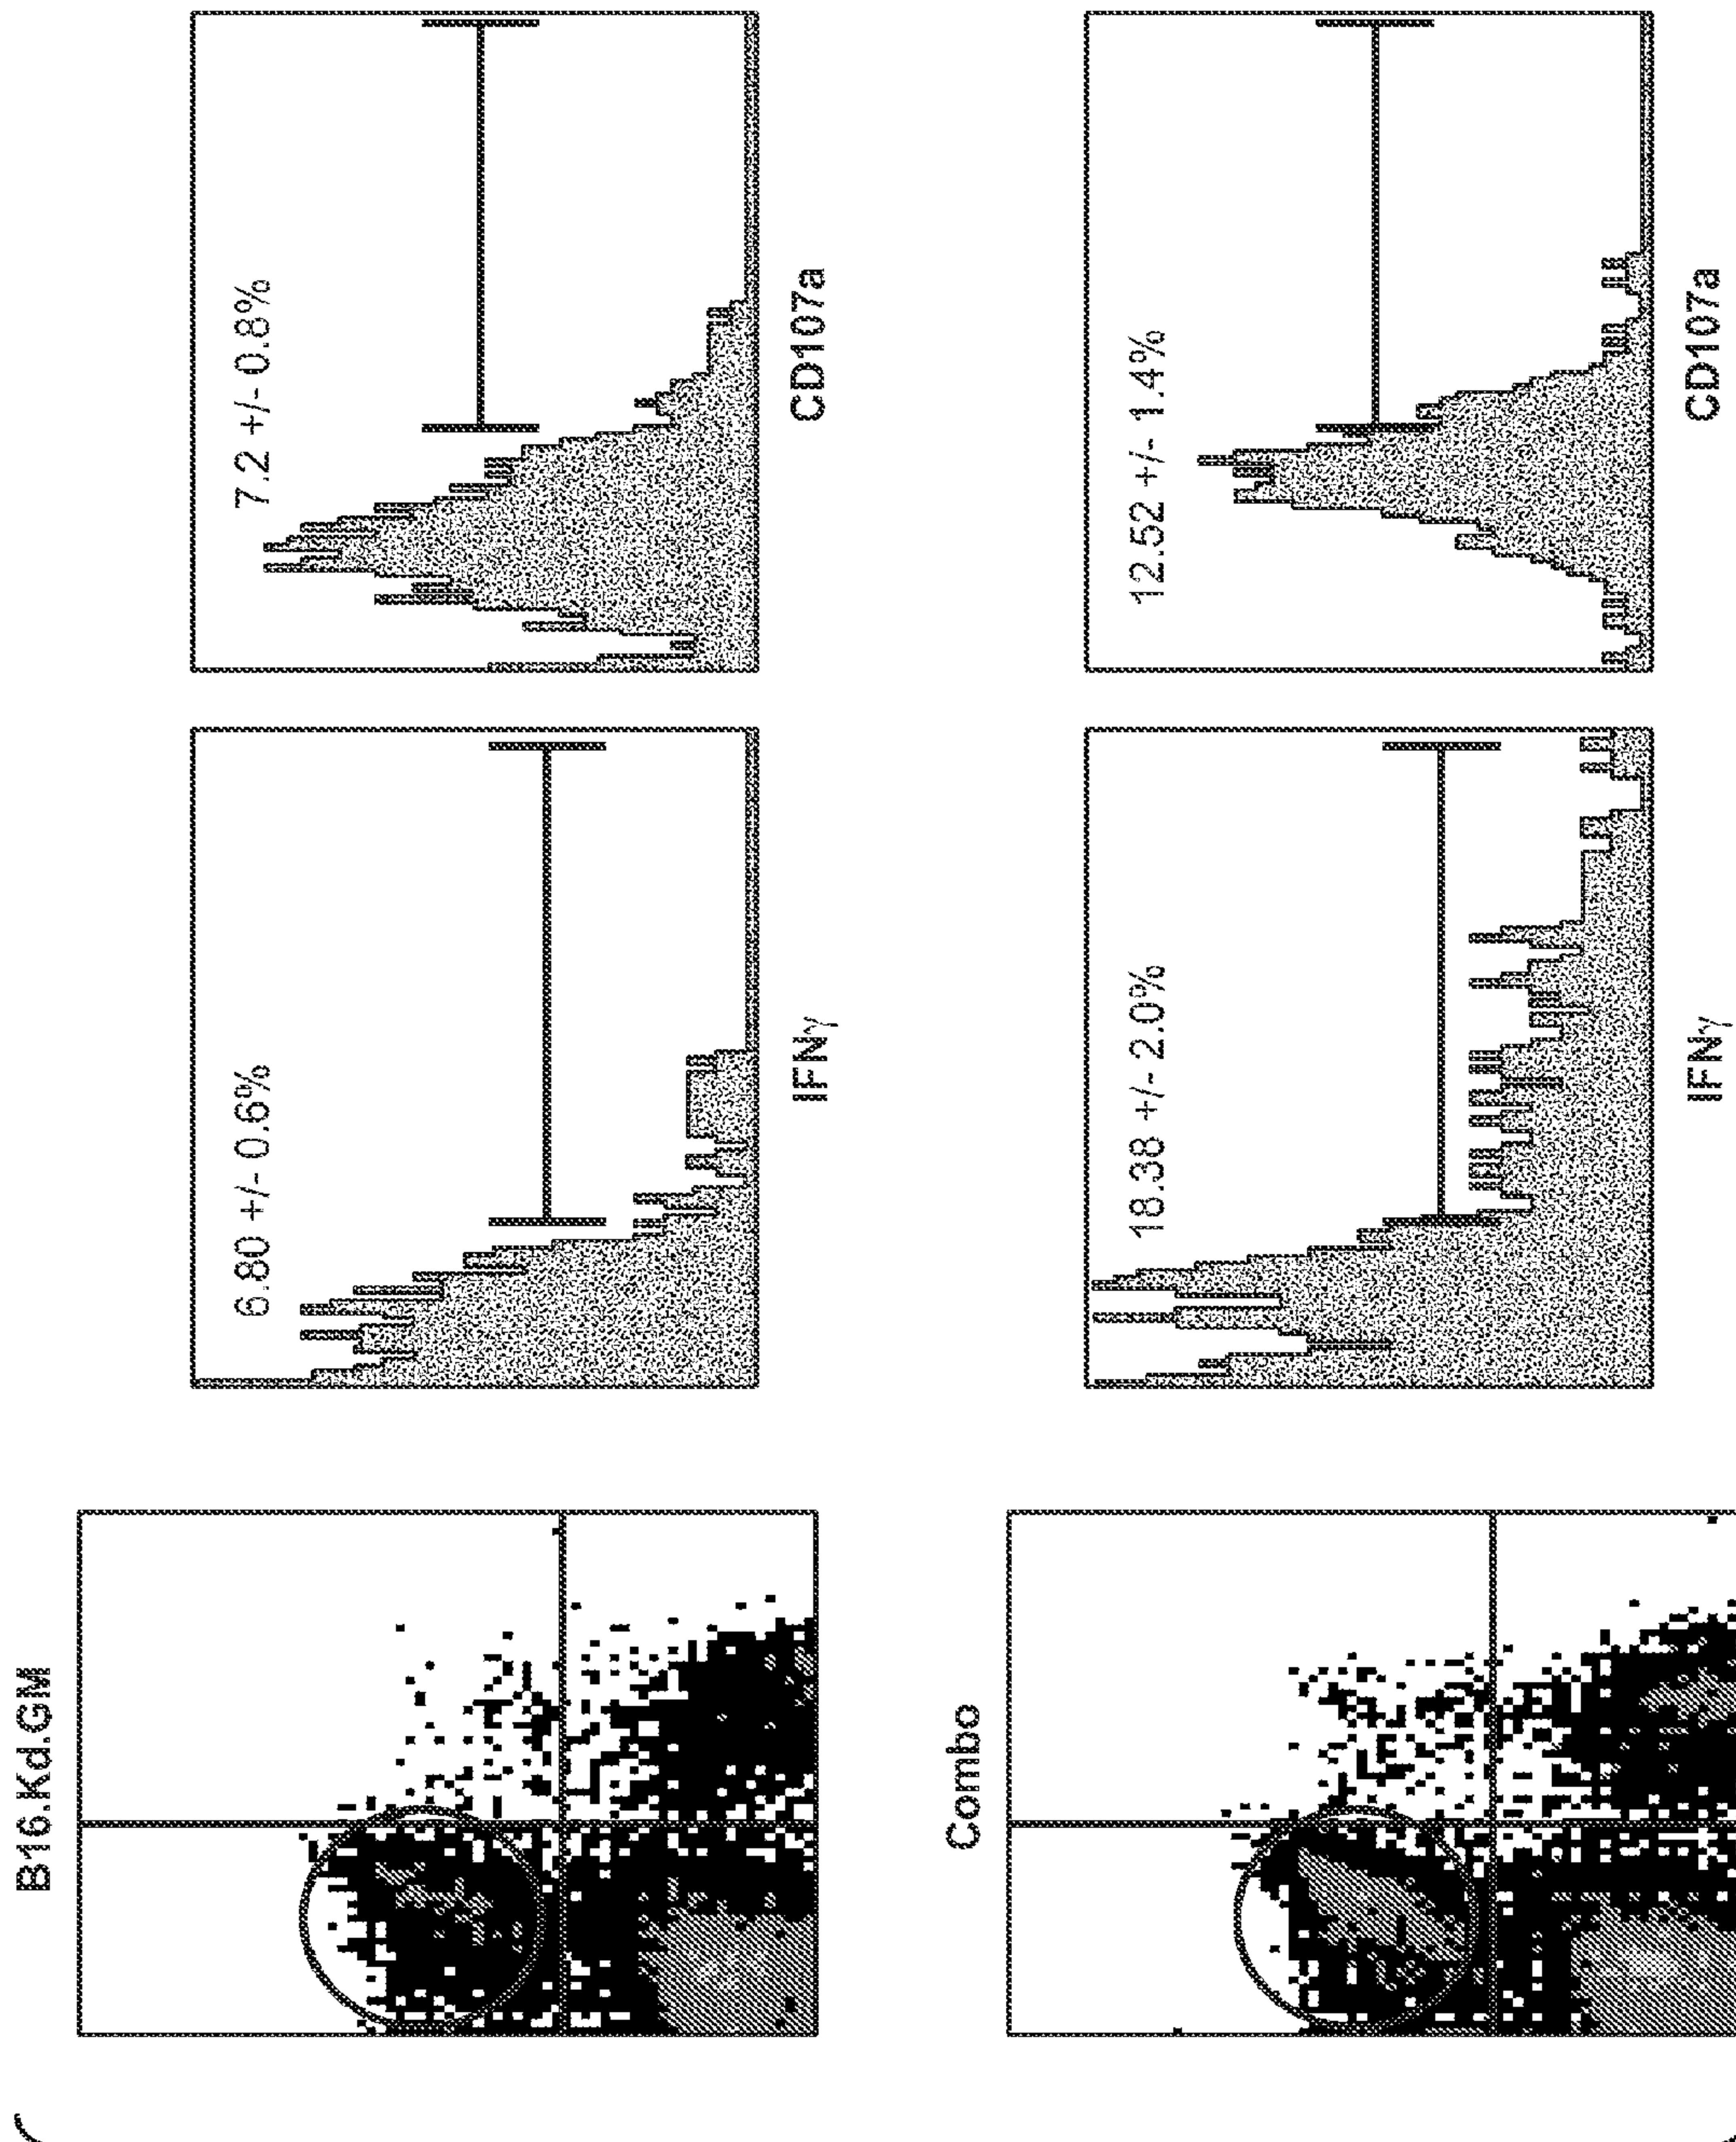 B16.Kd.GM
6.80 +/- 0.6%
IFNγ
7.2 +/- 0.8%
CD107a
Combo
18.38 +/- 2.0%
IFNγ
12.52 +/- 1.4%
CD107a